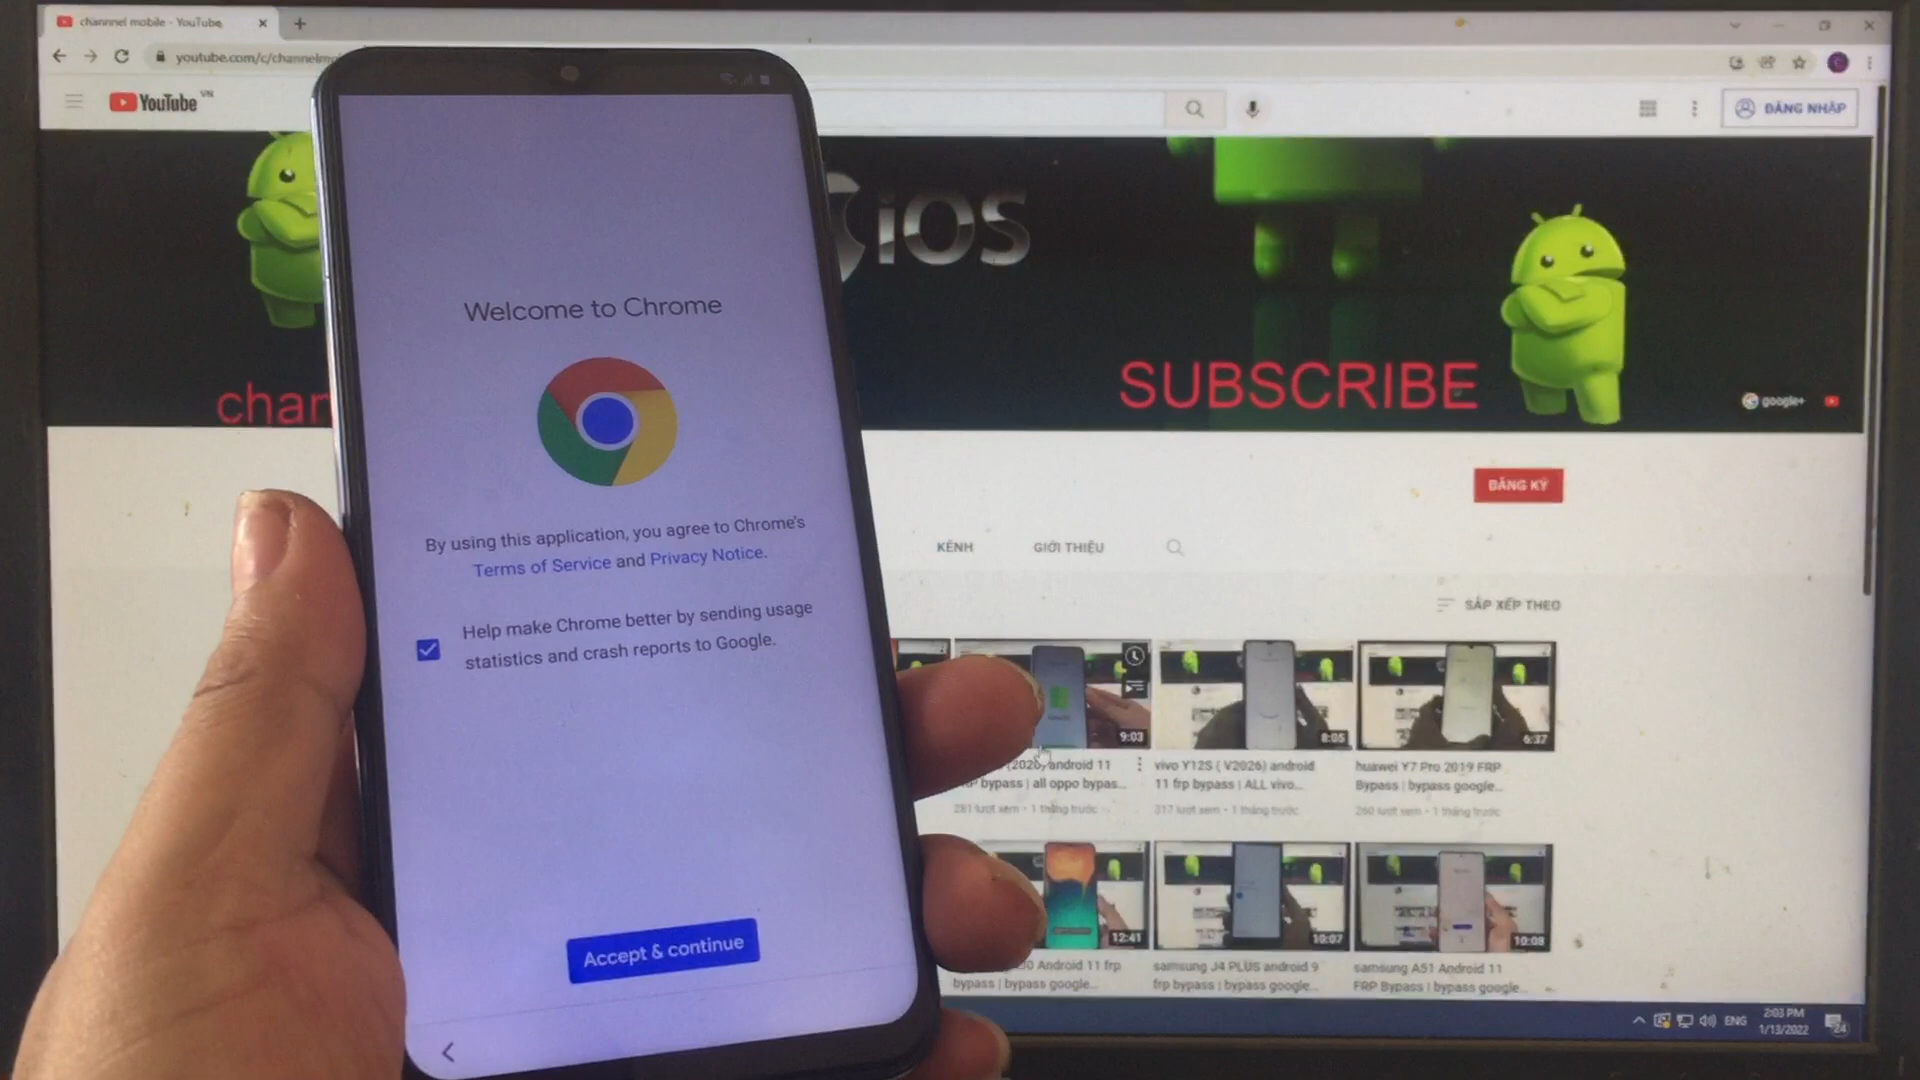 channnel mobile - YouTube
youtube.com/c/channelm
YouTube VN
ĐĂNG NHẬP
iOS
chan
SUBSCRIBE
google+
ĐĂNG KÝ
KÊNH
GIỚI THIỆU
SẮP XẾP THEO
Welcome to Chrome
By using this application, you agree to Chrome's
Terms of Service and Privacy Notice.
Help make Chrome better by sending usage
statistics and crash reports to Google.
Accept & continue
9:03
8:05
6:37
(2026) android 11
bypass | all oppo bypas...
281 lượt xem • 1 tháng trước
vivo Y12S ( V2026) android
11 frp bypass | ALL vivo...
317 lượt xem • 1 tháng trước
huawei Y7 Pro 2019 FRP
Bypass | bypass google...
260 lượt xem • 1 tháng trước
12:41
10:07
10:08
Android 11 frp
bypass | bypass google...
samsung J4 PLUS android 9
frp bypass | bypass google...
samsung A51 Android 11
FRP Bypass | bypass google...
ENG
2:03 PM
1/13/2022
24